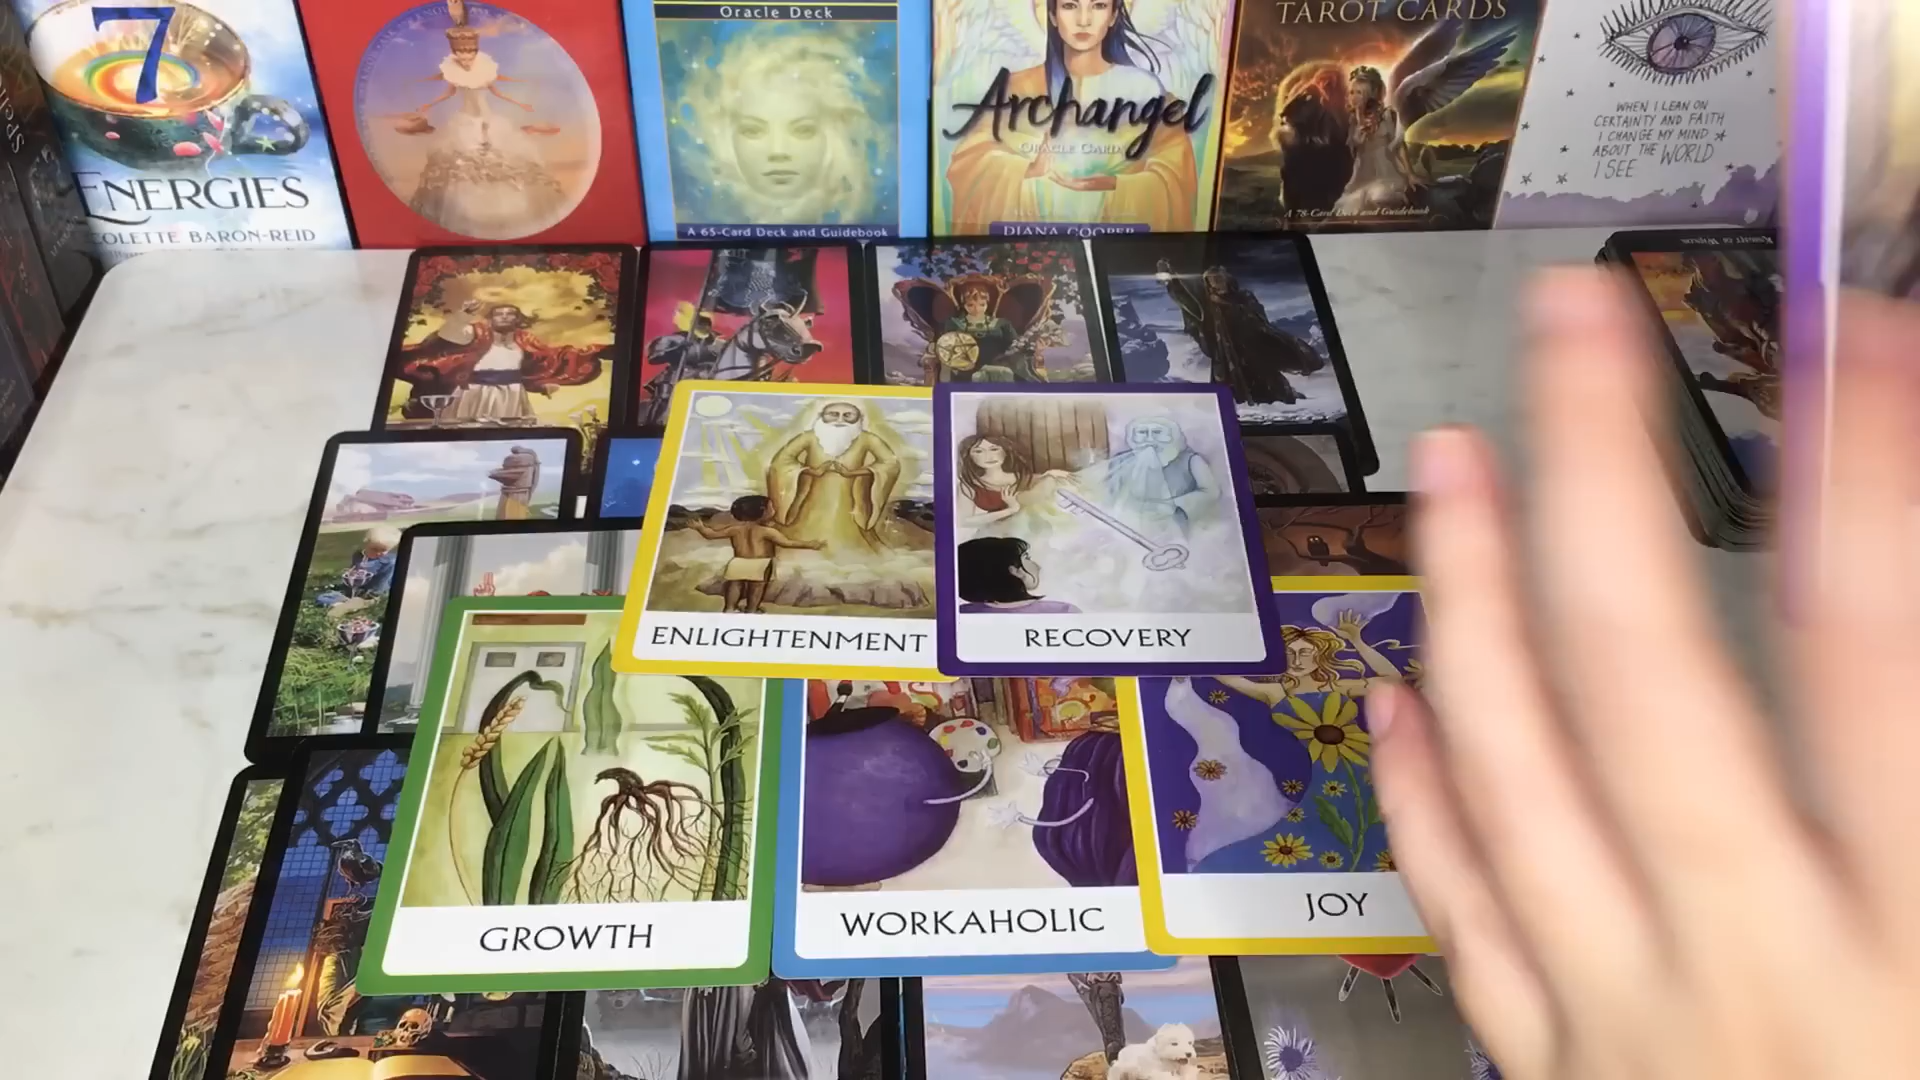 7
ENERGIES
COLETTE BARON-REID
Oracle Deck
A 65-Card Deck and Guidebook
Archangel
ORACLE CARDS
DIANA COOPER
TAROT CARDS
A 78-Card Deck and Guidebook
WHEN I LEAN ON
CERTAINTY AND FAITH
I CHANGE MY MIND
ABOUT THE WORLD
I SEE
ENLIGHTENMENT
RECOVERY
GROWTH
WORKAHOLIC
JOY